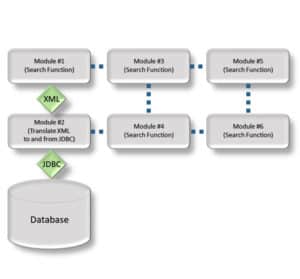 Module #1
(Search Function)
Module #3
(Search Function)
Module #5
(Search Function)
XML
Module #2
(Translate XML
to and from JDBC)
Module #4
(Search Function)
Module #6
(Search Function)
JDBC
Database